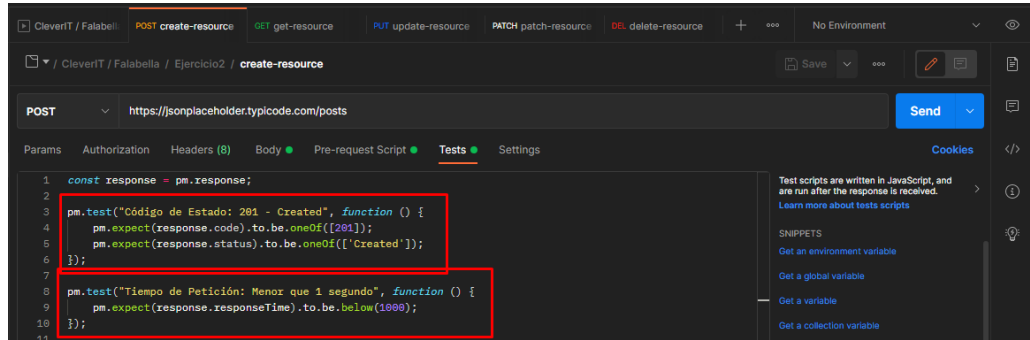 CleverIT / Falabell. POST create-resource GET get-resource PUT update-resource PATCH patch-resource DEL delete-resource + ooo No Environment
/ CleverIT / Falabella / Ejercicio2 / create-resource Save ooo
POST https://jsonplaceholder.typicode.com/posts Send
Params Authorization Headers (8) Body Pre-request Script Tests Settings Cookies
1 const response = pm.response;
2
3 pm.test("Código de Estado: 201 - Created", function () {
4 pm.expect(response.code).to.be.oneOf([201]);
5 pm.expect(response.status).to.be.oneOf(['Created']);
6 });
7
8 pm.test("Tiempo de Petición: Menor que 1 segundo", function () {
9 pm.expect(response.responseTime).to.be.below(1000);
10 });
11
Test scripts are written in JavaScript, and
are run after the response is received.
Learn more about tests scripts
SNIPPETS
Get an environment variable
Get a global variable
Get a variable
Get a collection variable